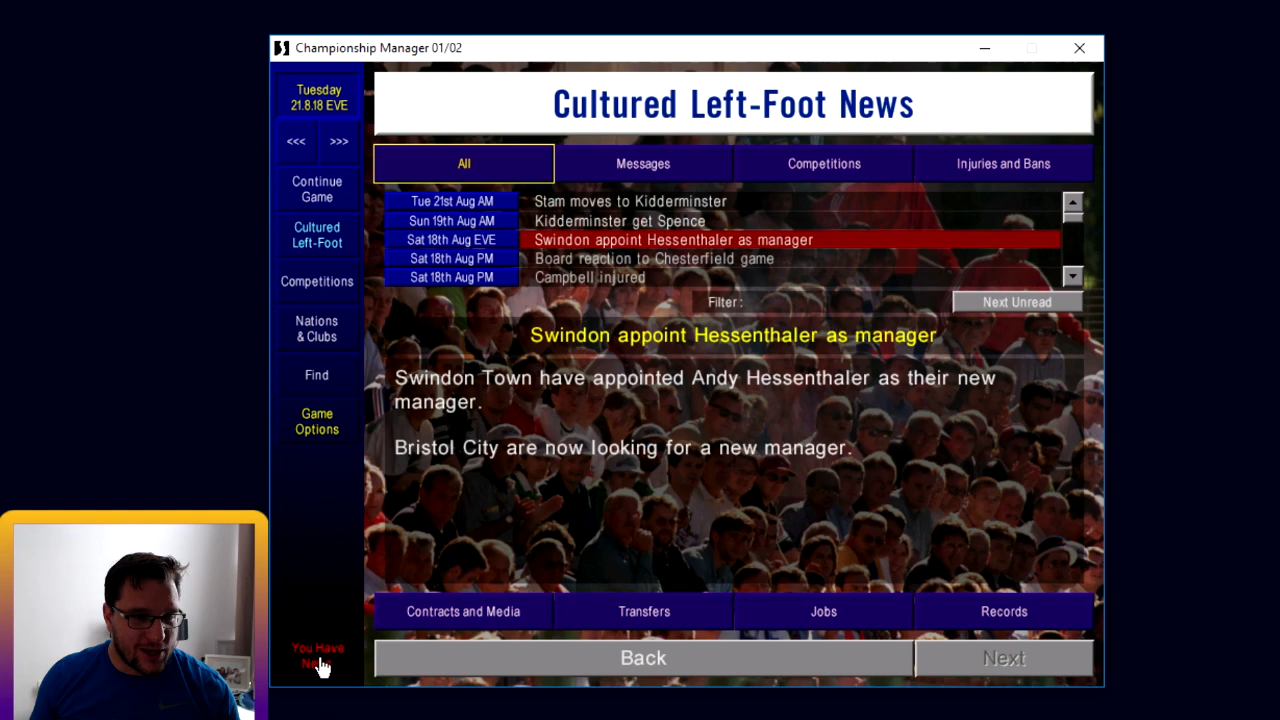 Championship Manager 01/02
Tuesday
21.8.18 EVE
<<< >>>
Continue
Game
Cultured
Left-Foot
Competitions
Nations
& Clubs
Find
Game
Options
You Have
Cultured Left-Foot News
All Messages Competitions Injuries and Bans
Tue 21st Aug AM Stam moves to Kidderminster
Sun 19th Aug AM Kidderminster get Spence
Sat 18th Aug EVE Swindon appoint Hessenthaler as manager
Sat 18th Aug PM Board reaction to Chesterfield game
Sat 18th Aug PM Campbell injured
Filter : Next Unread
Swindon appoint Hessenthaler as manager
Swindon Town have appointed Andy Hessenthaler as their new
manager.
Bristol City are now looking for a new manager.
Contracts and Media Transfers Jobs Records
Back Next